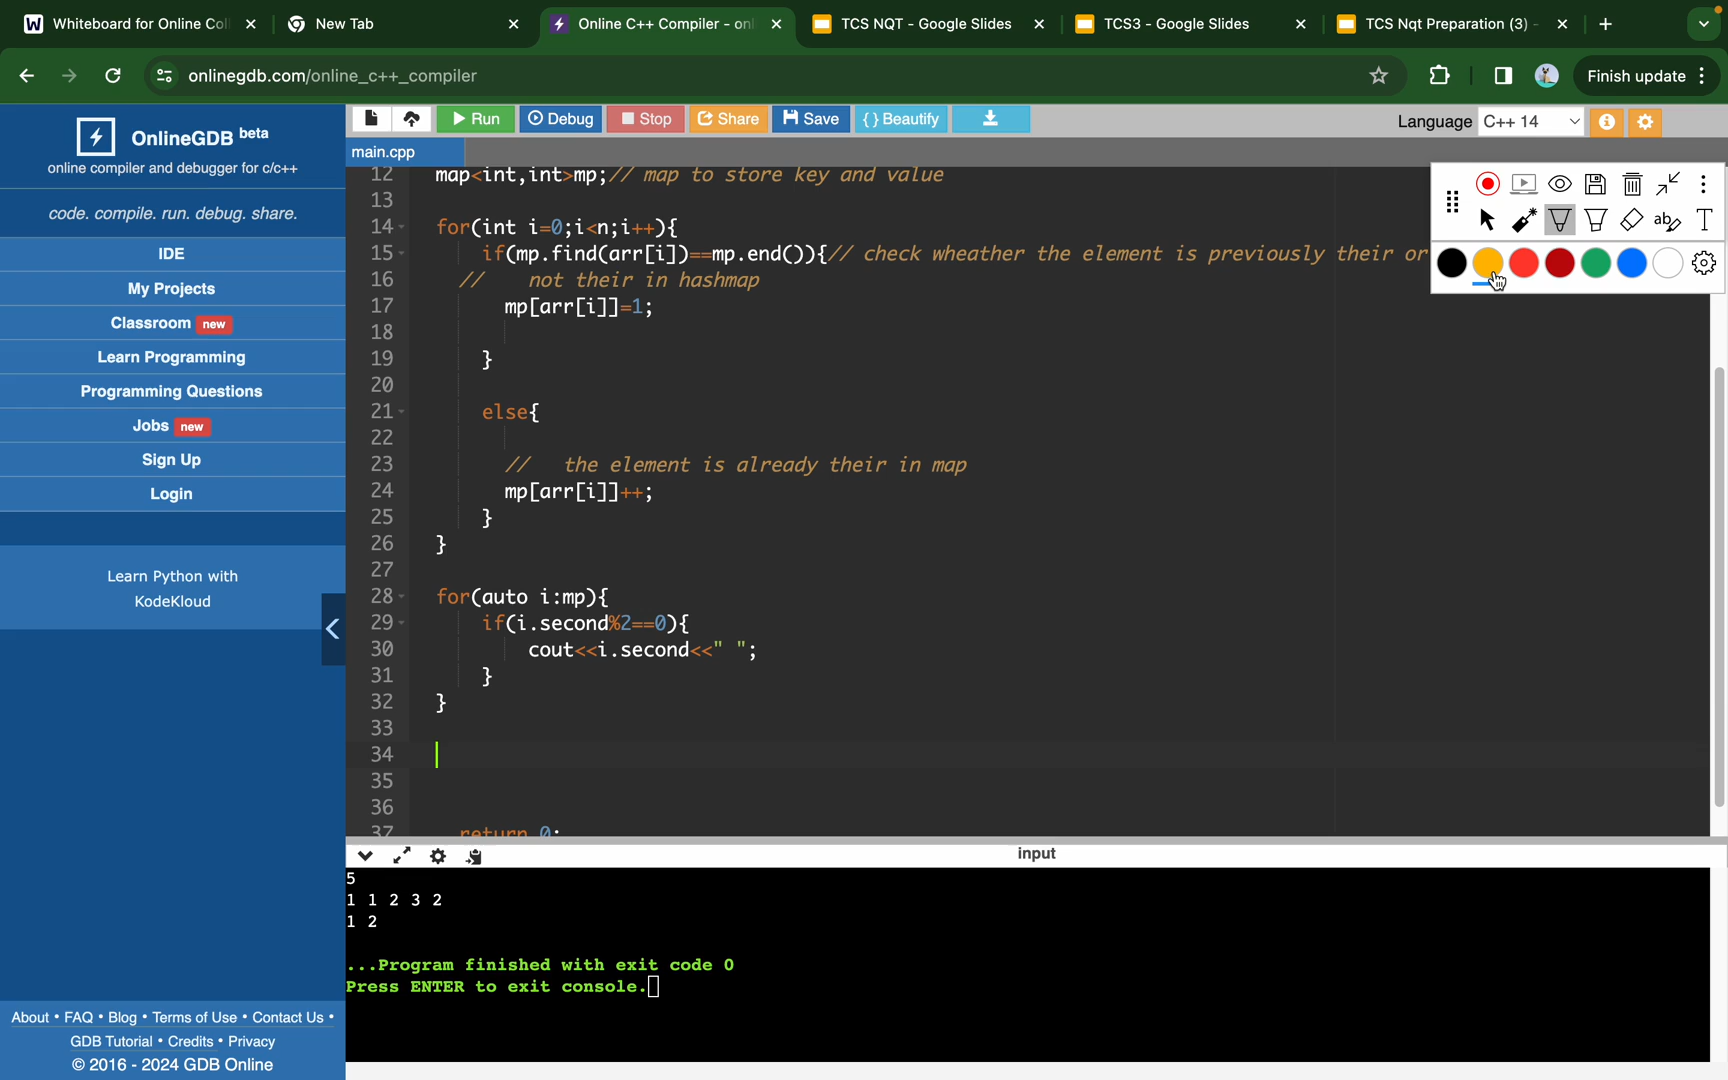 Whiteboard for Online Col
New Tab
Online C++ Compiler - onl
TCS NQT - Google Slides
TCS3 - Google Slides
TCS Nqt Preparation (3) -
onlinegdb.com/online_c++_compiler
Finish update
OnlineGDB beta
online compiler and debugger for c/c++
code. compile. run. debug. share.
IDE
My Projects
Classroom new
Learn Programming
Programming Questions
Jobs new
Sign Up
Login
Learn Python with
KodeKloud
About • FAQ • Blog • Terms of Use • Contact Us •
GDB Tutorial • Credits • Privacy
© 2016 - 2024 GDB Online
Run Debug Stop Share Save {} Beautify
Language C++ 14
main.cpp
12 map<int,int>mp;// map to store key and value
13
14 for(int i=0;i<n;i++){
15 if(mp.find(arr[i])==mp.end()){// check wheather the element is previously their or
16 // not their in hashmap
17 mp[arr[i]]=1;
18
19 }
20
21 else{
22
23 // the element is already their in map
24 mp[arr[i]]++;
25 }
26 }
27
28 for(auto i:mp){
29 if(i.second%2==0){
30 cout<<i.second<<" ";
31 }
32 }
33
34
35
36
37 return 0;
input
5
1 1 2 3 2
1 2
...Program finished with exit code 0
Press ENTER to exit console.